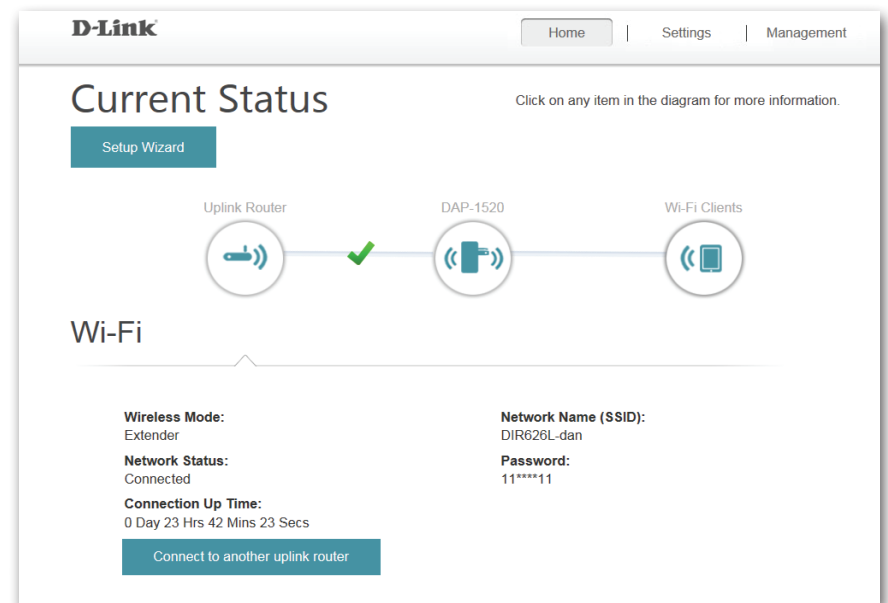 D-Link
Home | Settings | Management
Current Status
Click on any item in the diagram for more information.
Setup Wizard
Uplink Router
DAP-1520
Wi-Fi Clients
Wi-Fi
Wireless Mode:
Extender
Network Status:
Connected
Connection Up Time:
0 Day 23 Hrs 42 Mins 23 Secs
Connect to another uplink router
Network Name (SSID):
DIR626L-dan
Password:
11****11